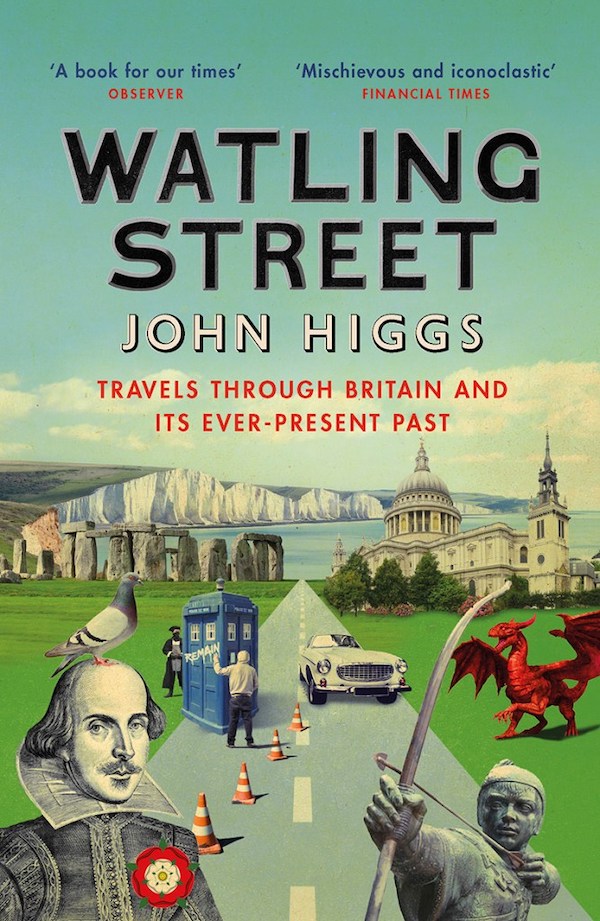 ‘A book for our times’
OBSERVER
‘Mischievous and iconoclastic’
FINANCIAL TIMES
WATLING
STREET
JOHN HIGGS
TRAVELS THROUGH BRITAIN AND
ITS EVER-PRESENT PAST
REMAIN